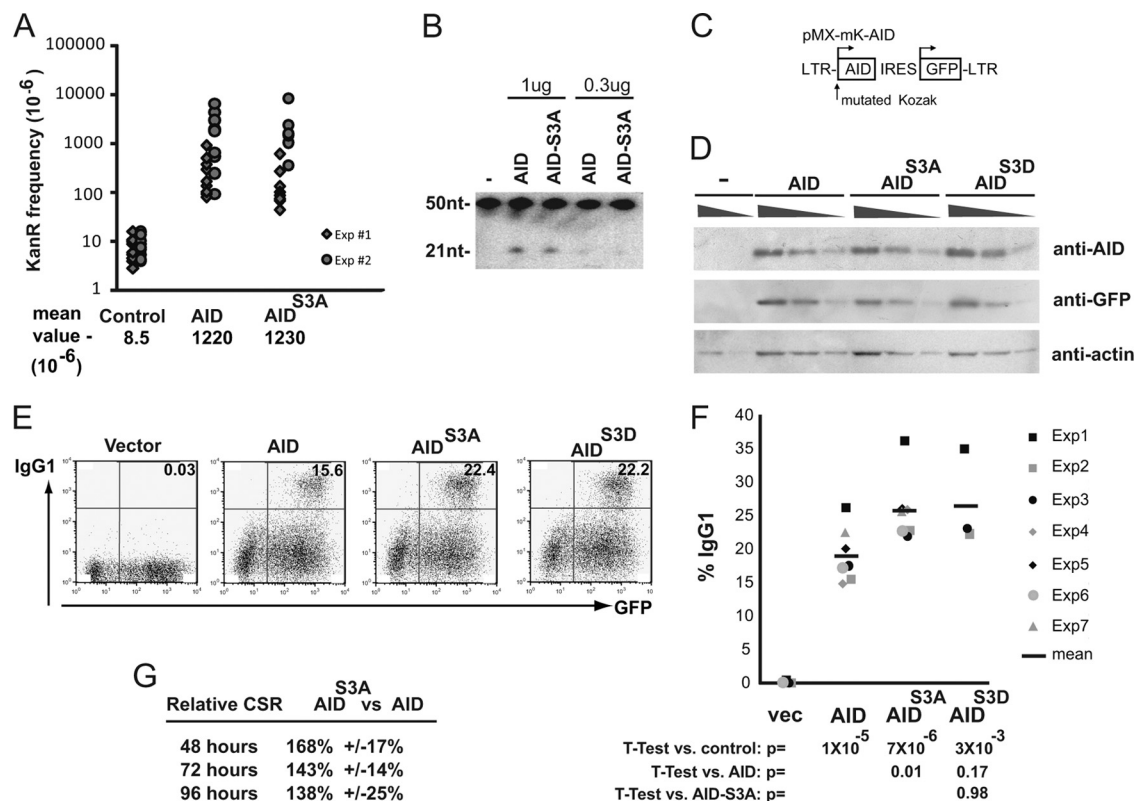 A
KanR frequency (10-6)
100000
10000
1000
100
10
1
Exp #1
Exp #2
Control AID AID S3A
mean value - (10-6)
8.5 1220 1230
B
1ug 0.3ug
- AID AID-S3A AID AID-S3A
50nt-
21nt-
C
pMX-mK-AID
LTR- AID IRES GFP -LTR
mutated Kozak
D
- AID AID S3A AID S3D
anti-AID
anti-GFP
anti-actin
E
Vector AID AID S3A AID S3D
IgG1
0.03 15.6 22.4 22.2
GFP
F
% IgG1
40
35
30
25
20
15
10
5
0
Exp1
Exp2
Exp3
Exp4
Exp5
Exp6
Exp7
mean
vec AID AID S3A AID S3D
T-Test vs. control: p= 1X10-5 7X10-6 3X10-3
T-Test vs. AID: p= 0.01 0.17
T-Test vs. AID-S3A: p= 0.98
G
Relative CSR AID S3A vs AID
48 hours 168% +/-17%
72 hours 143% +/-14%
96 hours 138% +/-25%